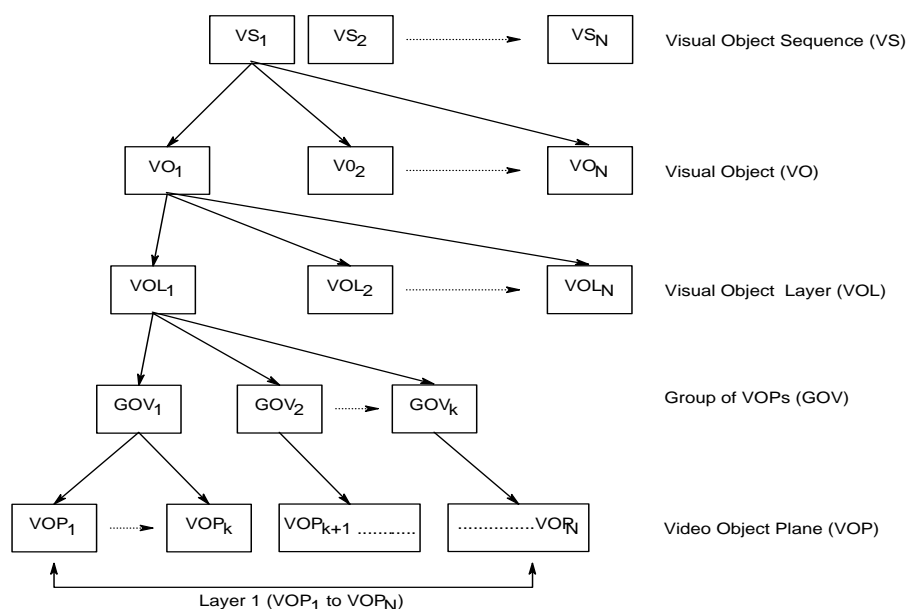 VS1 VS2 VSN Visual Object Sequence (VS)
VO1 V02 VON Visual Object (VO)
VOL1 VOL2 VOLN Visual Object Layer (VOL)
GOV1 GOV2 GOVk Group of VOPs (GOV)
VOP1 VOPk VOPk+1 ............ ..............VOPN Video Object Plane (VOP)
Layer 1 (VOP1 to VOPN)